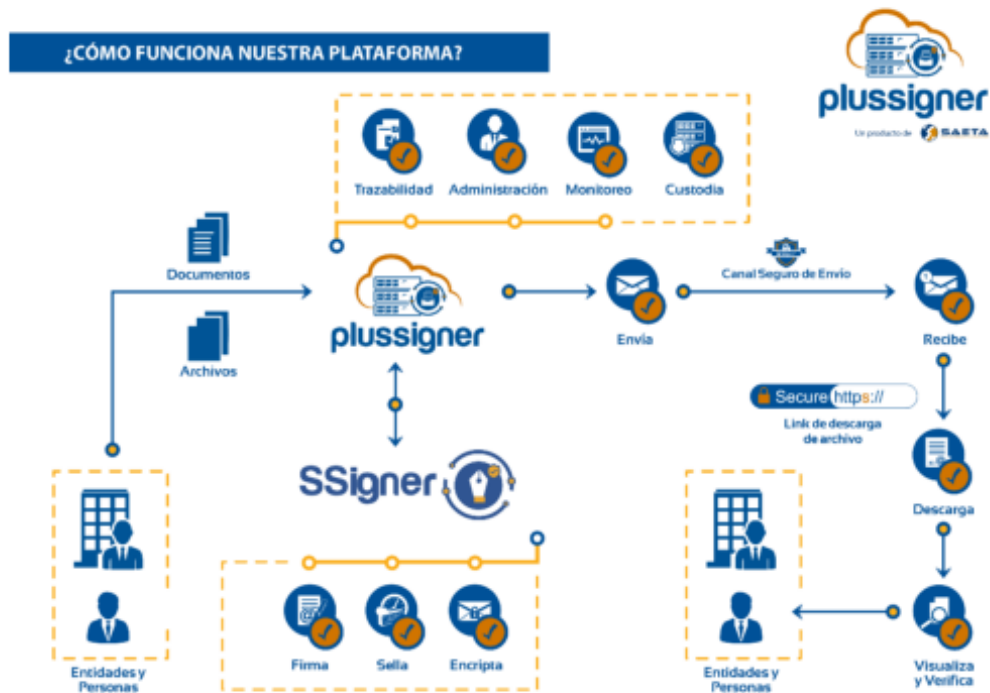 ¿CÓMO FUNCIONA NUESTRA PLATAFORMA?
plussigner
Un producto de SAETA
Trazabilidad
Administración
Monitoreo
Custodia
Documentos
Archivos
plussigner
Envía
Canal Seguro de Envío
1
Recibe
Secure https://
Link de descarga
de archivo
Descarga
SSigner
Firma
Sella
Encripta
Entidades y
Personas
Entidades y
Personas
Visualiza
y Verifica